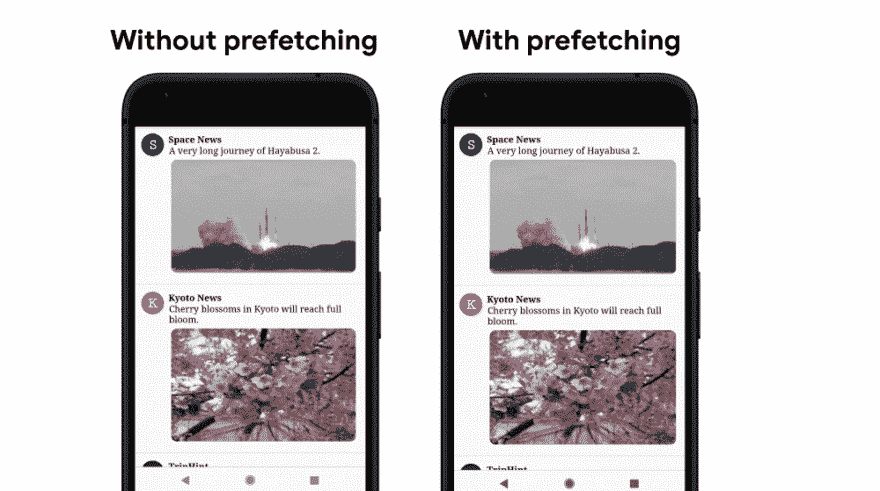 Without prefetching
With prefetching
S
Space News
A very long journey of Hayabusa 2.
K
Kyoto News
Cherry blossoms in Kyoto will reach full
bloom.
TripHint
S
Space News
A very long journey of Hayabusa 2.
K
Kyoto News
Cherry blossoms in Kyoto will reach full
bloom.
TripHint